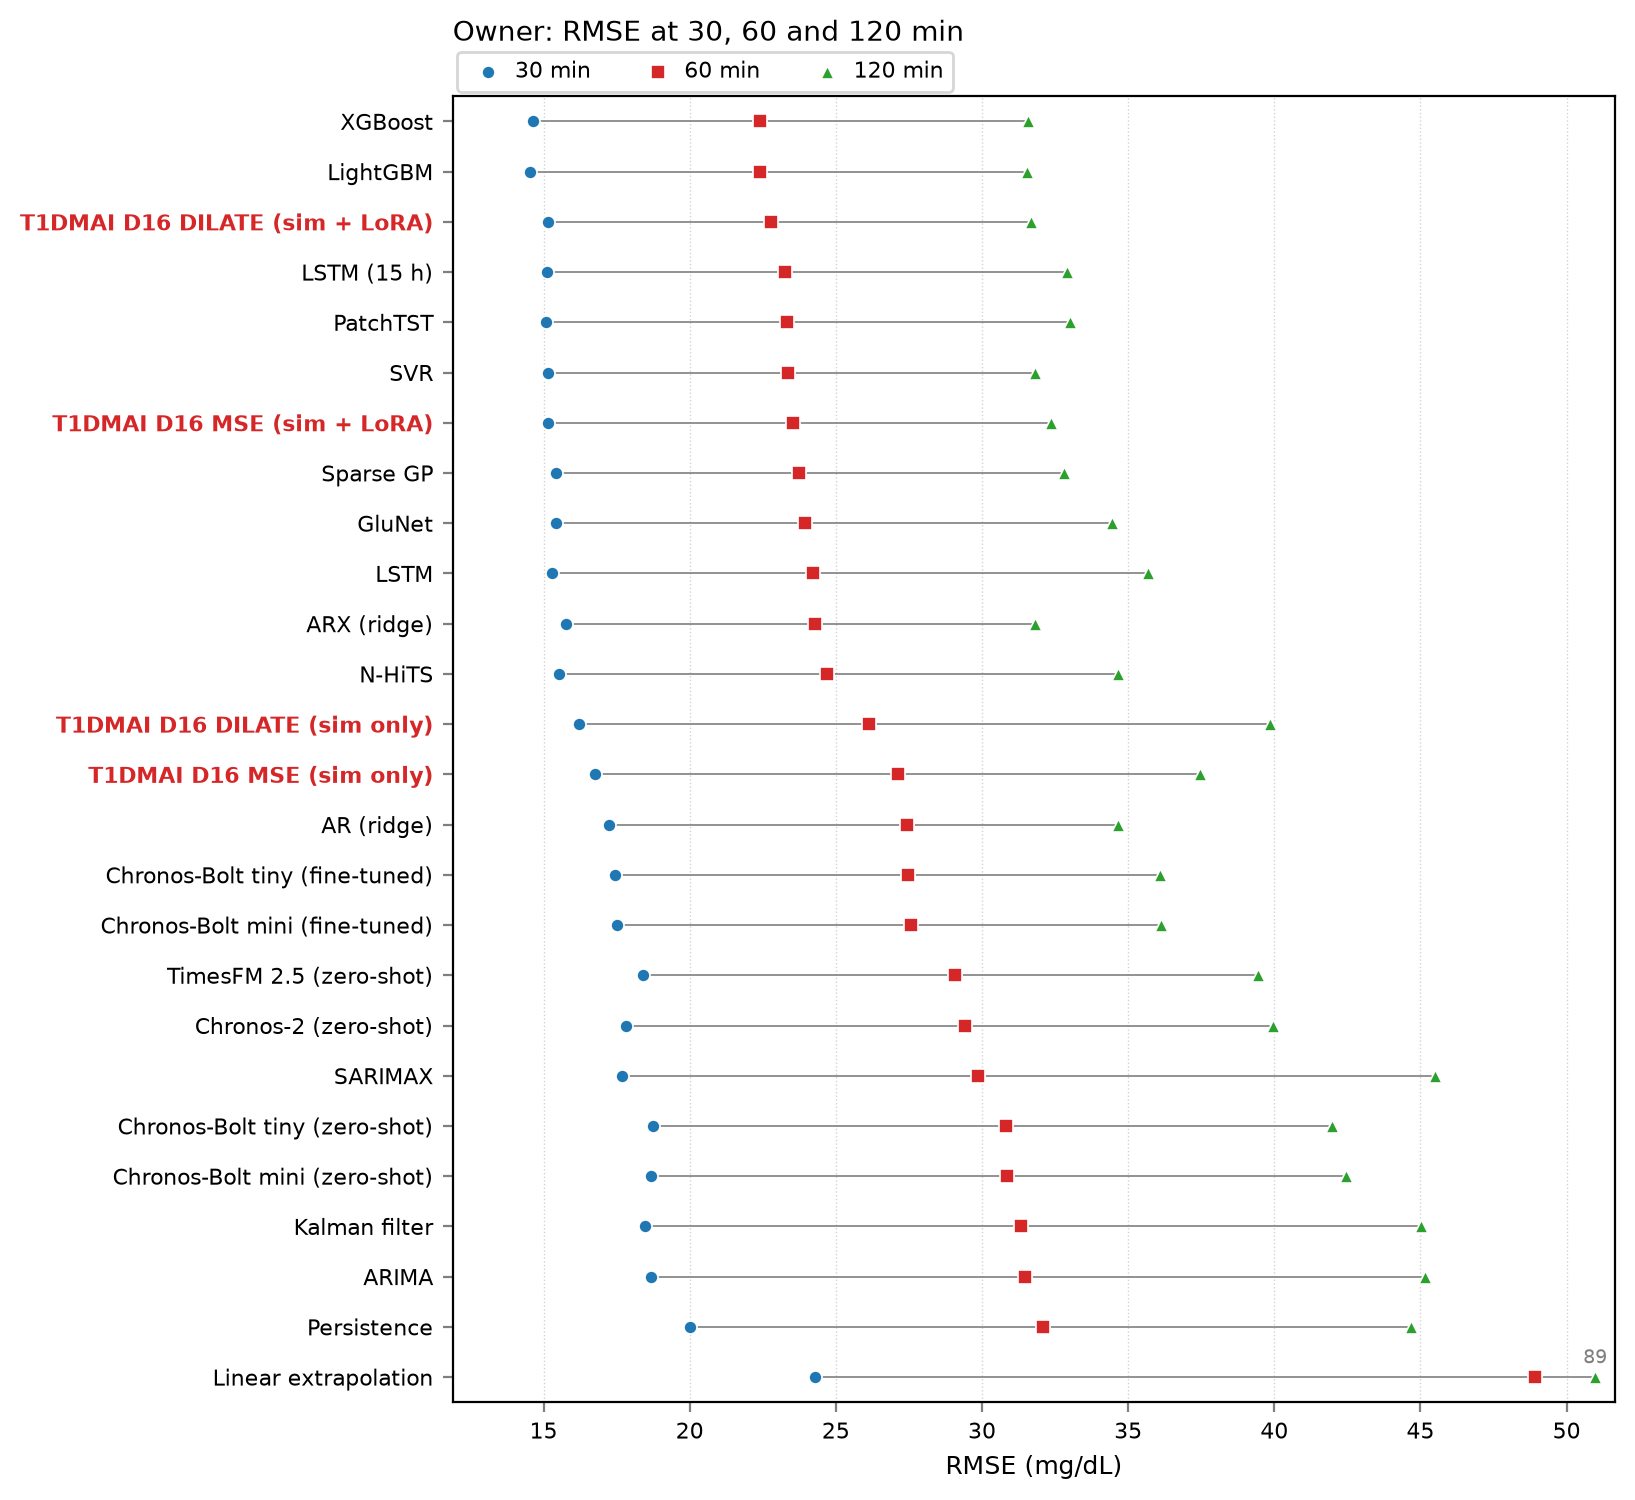 Owner: RMSE at 30, 60 and 120 min
30 min 60 min 120 min
XGBoost
LightGBM
T1DMAI D16 DILATE (sim + LoRA)
LSTM (15 h)
PatchTST
SVR
T1DMAI D16 MSE (sim + LoRA)
Sparse GP
GluNet
LSTM
ARX (ridge)
N-HiTS
T1DMAI D16 DILATE (sim only)
T1DMAI D16 MSE (sim only)
AR (ridge)
Chronos-Bolt tiny (fine-tuned)
Chronos-Bolt mini (fine-tuned)
TimesFM 2.5 (zero-shot)
Chronos-2 (zero-shot)
SARIMAX
Chronos-Bolt tiny (zero-shot)
Chronos-Bolt mini (zero-shot)
Kalman filter
ARIMA
Persistence
89
Linear extrapolation
15 20 25 30 35 40 45 50
RMSE (mg/dL)